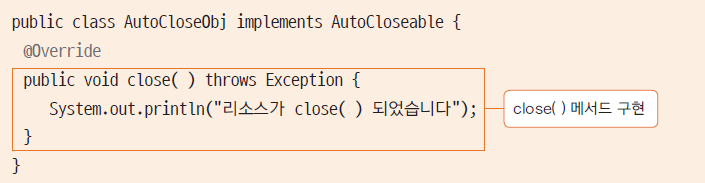 public class AutoCloseObj implements AutoCloseable {
@Override
public void close( ) throws Exception {
System.out.println("리소스가 close( ) 되었습니다");
}
}
close( ) 메서드 구현